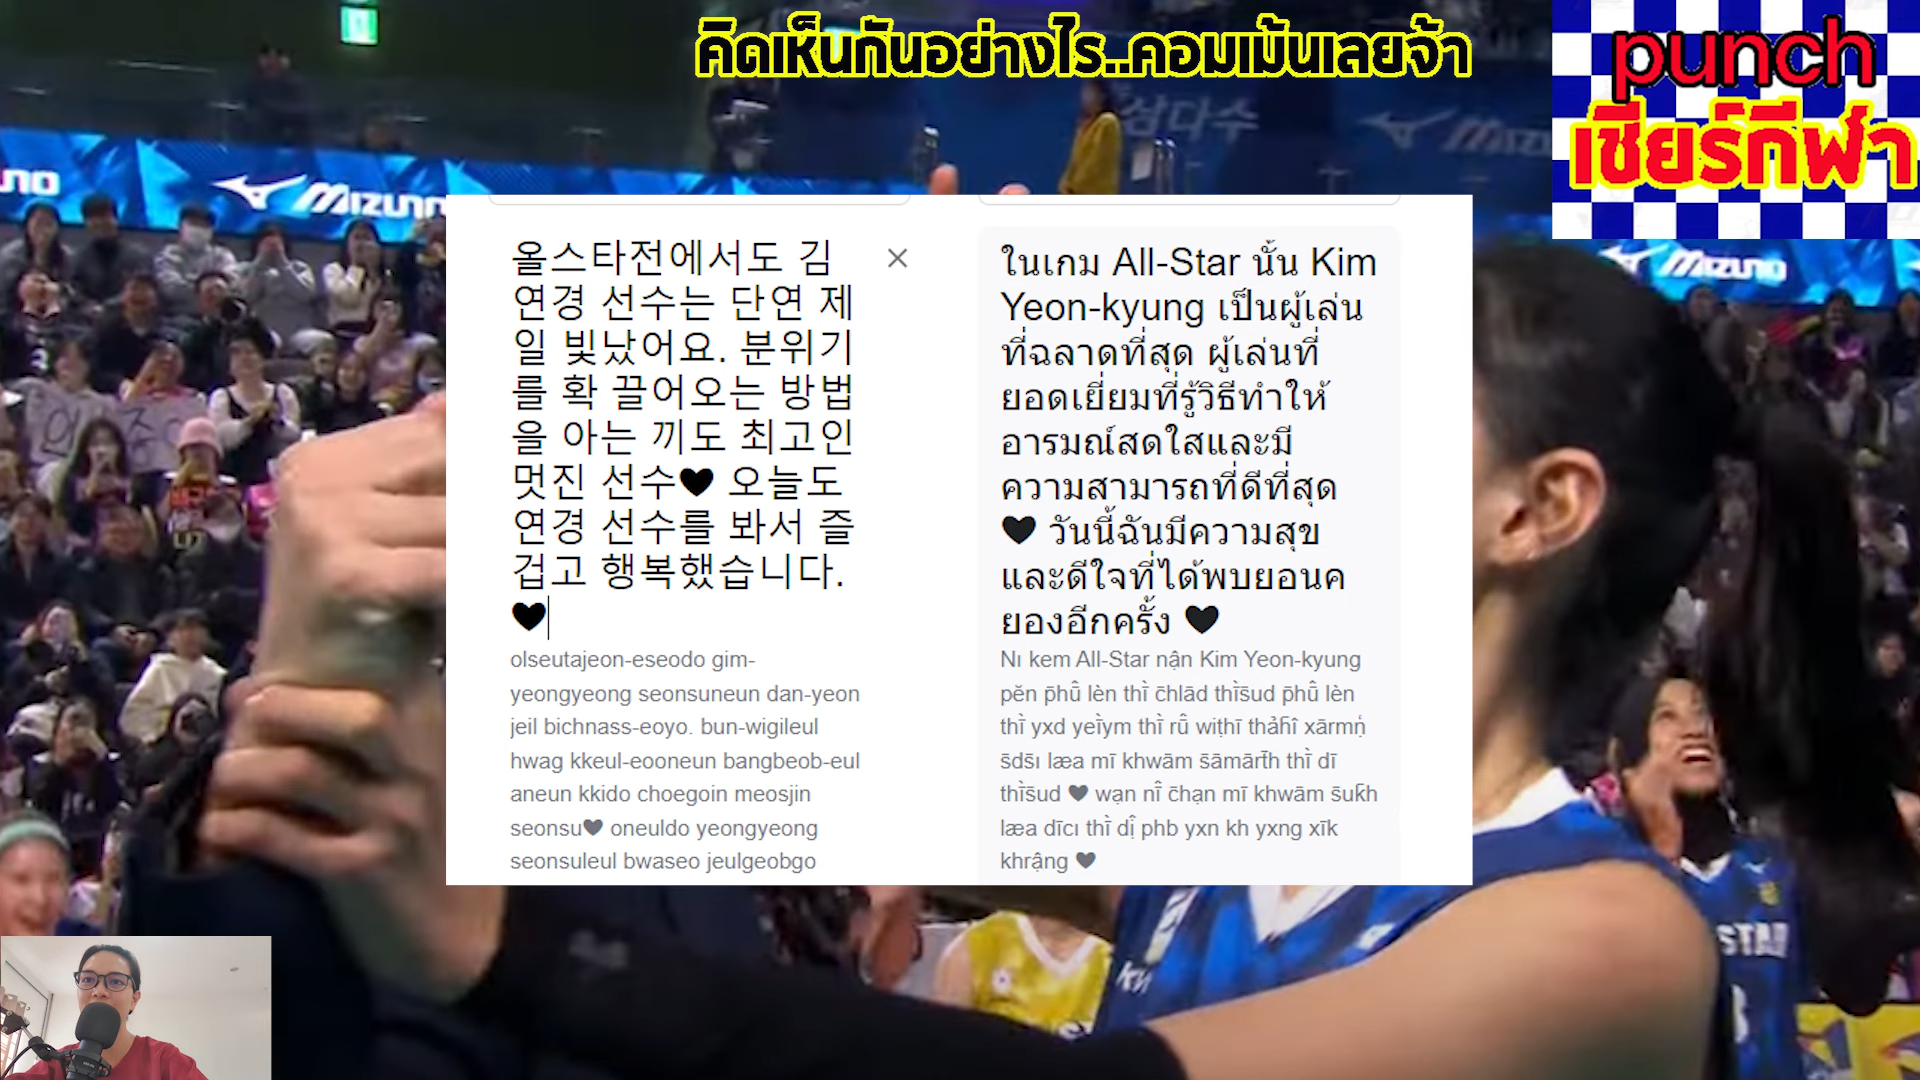 คิดเห็นกันอย่างไร..คอมเม้นเลยจ้า
punch
เชียร์กีฬา
삼다수
MIZUNO
올스타전에서도 김
연경 선수는 단연 제
일 빛났어요. 분위기
를 확 끌어오는 방법
을 아는 끼도 최고인
멋진 선수♥ 오늘도
연경 선수를 봐서 즐
겁고 행복했습니다.
♥
olseutajeon-eseodo gim-
yeongyeong seonsuneun dan-yeon
jeil bichnass-eoyo. bun-wigileul
hwag kkeul-eooneun bangbeob-eul
aneun kkido choegoin meosjin
seonsu♥ oneuldo yeongyeong
seonsuleul bwaseo jeulgeobgo
ในเกม All-Star นั้น Kim
Yeon-kyung เป็นผู้เล่น
ที่ฉลาดที่สุด ผู้เล่นที่
ยอดเยี่ยมที่รู้วิธีทำให้
อารมณ์สดใสและมี
ความสามารถที่ดีที่สุด
♥ วันนี้ฉันมีความสุข
และดีใจที่ได้พบยอนค
ยองอีกครั้ง ♥
Nı kem All-Star nận Kim Yeon-kyung
pĕn p̄hū̂ lèn thī̀ c̄hlād thī̀s̄ud p̄hū̂ lèn
thī̀ yxd yeī̀ym thī̀ rū̂ wiṭhī thảh̄ı̂ xārmṇ̒
s̄ds̄ı læa mī khwām s̄āmārt̄h thī̀ dī
thī̀s̄ud ♥ wạn nī̂ c̄hạn mī khwām s̄uk̄h
læa dīcı thī̀ dị̂ phb yxn kh yxng xīk
khrậng ♥
MIZUNO
STAR